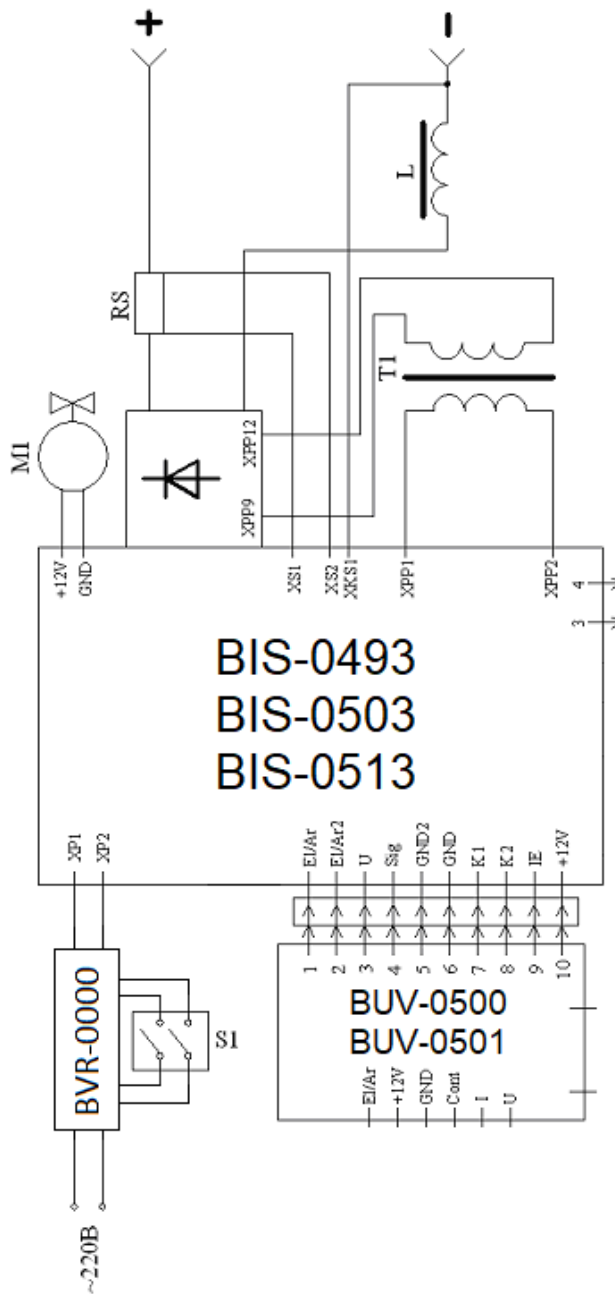 +
-
L
RS
T1
M1
XPP12
XPP9
+12V
GND
XS1
XS2
XKS1
XPP1
XPP2
4
3
BIS-0493
BIS-0503
BIS-0513
XP1
XP2
El/Ar
El/Ar2
U
Sig
GND2
GND
K1
K2
IE
+12V
1
2
3
4
5
6
7
8
9
10
BVR-0000
S1
BUV-0500
BUV-0501
El/Ar
+12V
GND
Cont
I
U
~220В